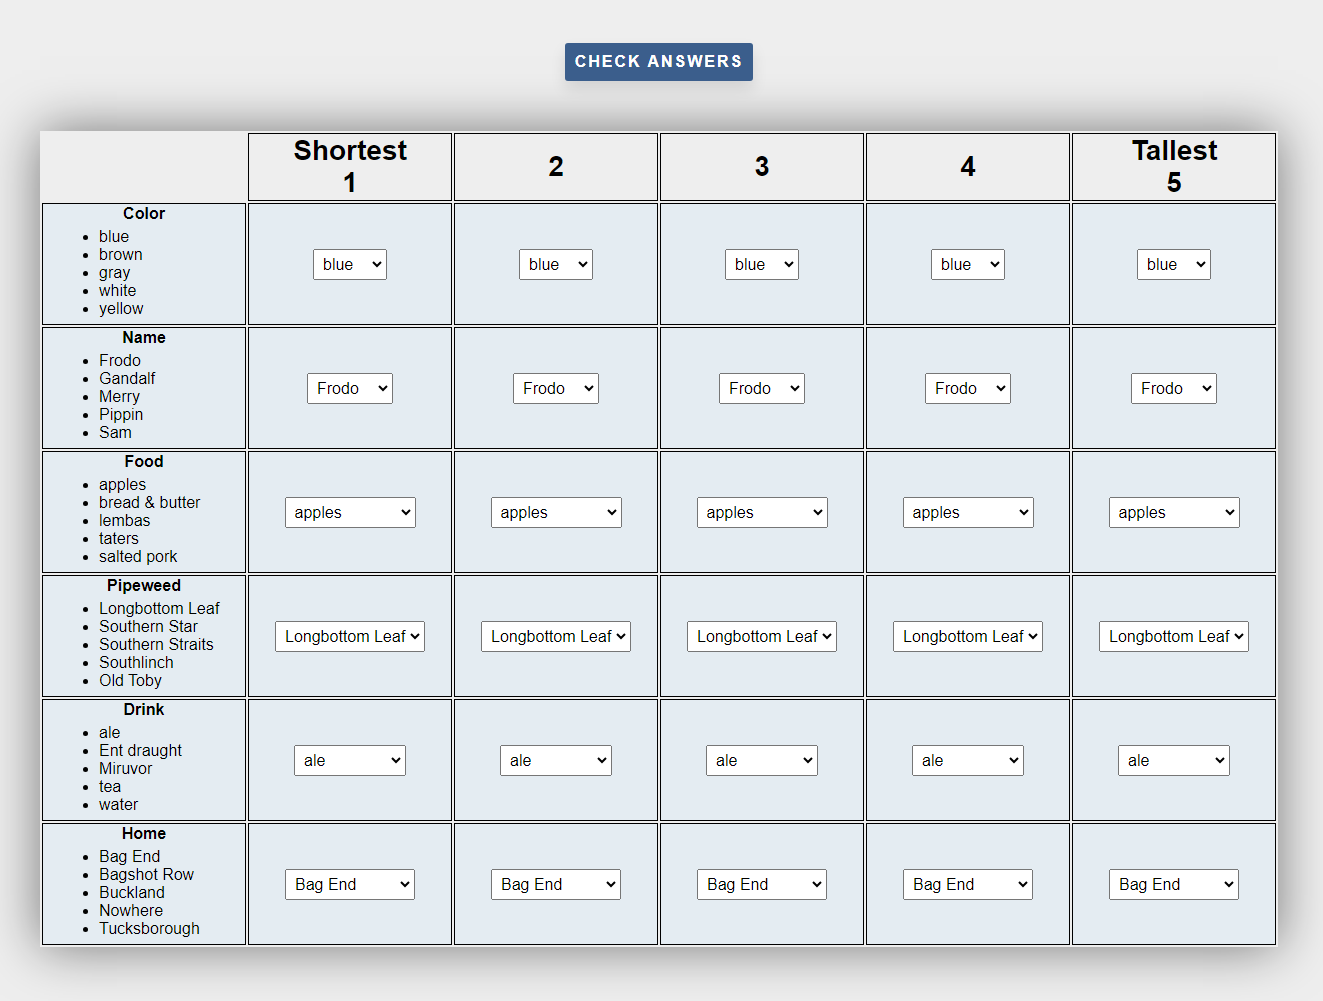 CHECK ANSWERS
Shortest
1
2
3
4
Tallest
5
Color
blue
brown
gray
white
yellow
blue
blue
blue
blue
blue
Name
Frodo
Gandalf
Merry
Pippin
Sam
Frodo
Frodo
Frodo
Frodo
Frodo
Food
apples
bread & butter
lembas
taters
salted pork
apples
apples
apples
apples
apples
Pipeweed
Longbottom Leaf
Southern Star
Southern Straits
Southlinch
Old Toby
Longbottom Leaf
Longbottom Leaf
Longbottom Leaf
Longbottom Leaf
Longbottom Leaf
Drink
ale
Ent draught
Miruvor
tea
water
ale
ale
ale
ale
ale
Home
Bag End
Bagshot Row
Buckland
Nowhere
Tucksborough
Bag End
Bag End
Bag End
Bag End
Bag End